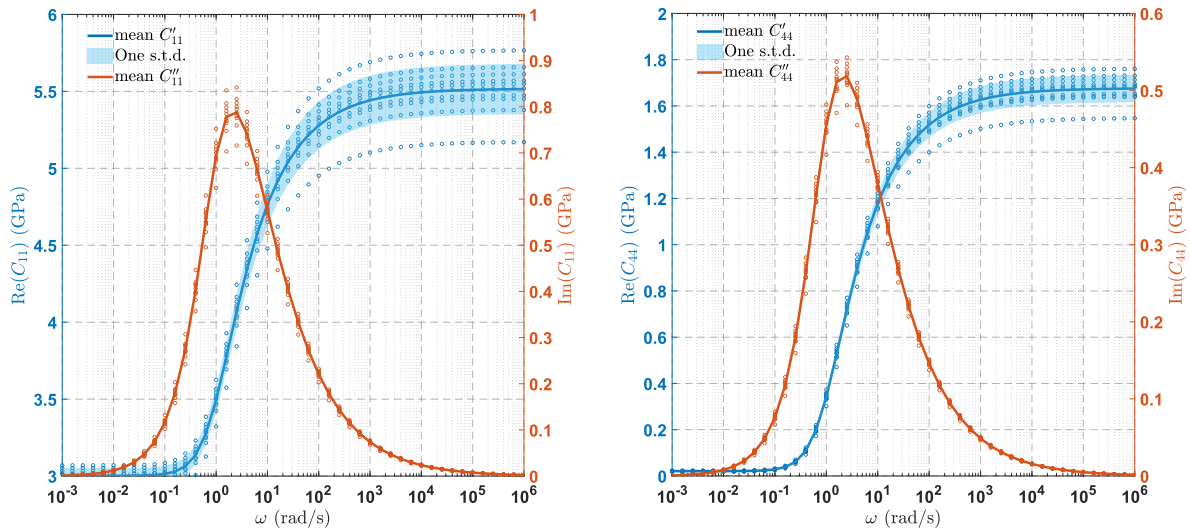 mean C′₁₁
One s.t.d.
mean C″₁₁
Re(C₁₁) (GPa)
6
5.5
5
4.5
4
3.5
3
1
0.9
0.8
0.7
0.6
0.5
0.4
0.3
0.2
0.1
0
Im(C₁₁) (GPa)
10⁻³ 10⁻² 10⁻¹ 10⁰ 10¹ 10² 10³ 10⁴ 10⁵ 10⁶
ω (rad/s)
mean C′₄₄
One s.t.d.
mean C″₄₄
Re(C₄₄) (GPa)
2
1.8
1.6
1.4
1.2
1
0.8
0.6
0.4
0.2
0
0.6
0.5
0.4
0.3
0.2
0.1
0
Im(C₄₄) (GPa)
10⁻³ 10⁻² 10⁻¹ 10⁰ 10¹ 10² 10³ 10⁴ 10⁵ 10⁶
ω (rad/s)